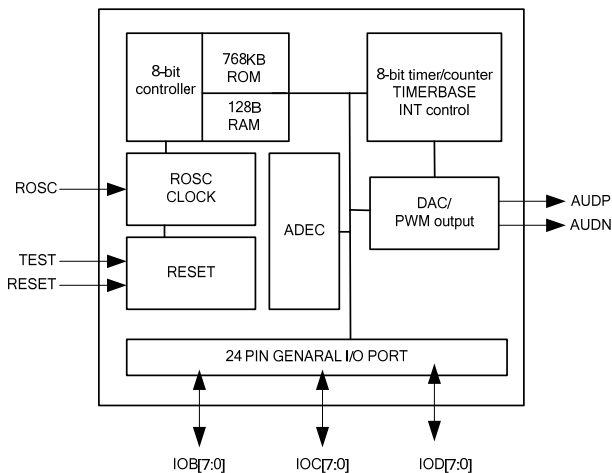 8-bit
controller
768KB
ROM
128B
RAM
8-bit timer/counter
TIMERBASE
INT control
ROSC
ROSC
CLOCK
ADEC
DAC/
PWM output
AUDP
AUDN
TEST
RESET
RESET
24 PIN GENARAL I/O PORT
IOB[7:0]
IOC[7:0]
IOD[7:0]